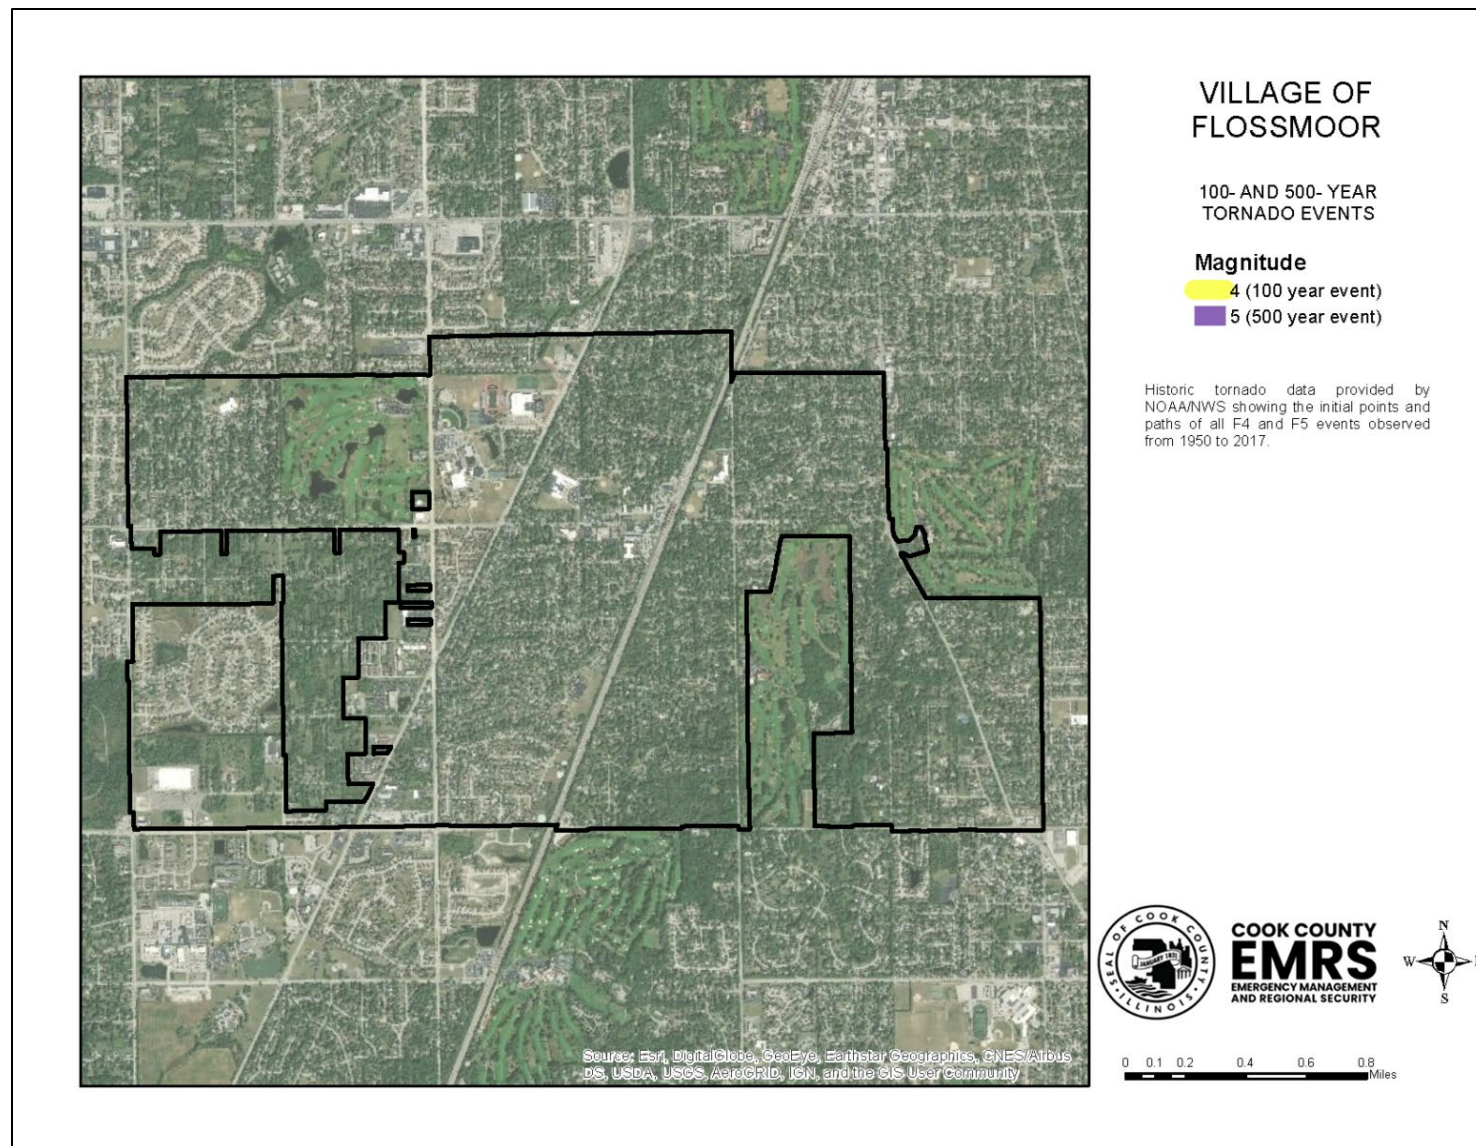 VILLAGE OF
FLOSSMOOR
100- AND 500- YEAR
TORNADO EVENTS
Magnitude
4 (100 year event)
5 (500 year event)
Historic tornado data provided by
NOAA/NWS showing the initial points and
paths of all F4 and F5 events observed
from 1950 to 2017.
SEAL OF COOK COUNTY
JANUARY 1831
ILLINOIS
COOK COUNTY
EMRS
EMERGENCY MANAGEMENT
AND REGIONAL SECURITY
N
W
S
Source: Esri, DigitalGlobe, GeoEye, Earthstar Geographics, CNES/Airbus
DS, USDA, USGS, AeroGRID, IGN, and the GIS User Community
0 0.1 0.2 0.4 0.6 0.8
Miles